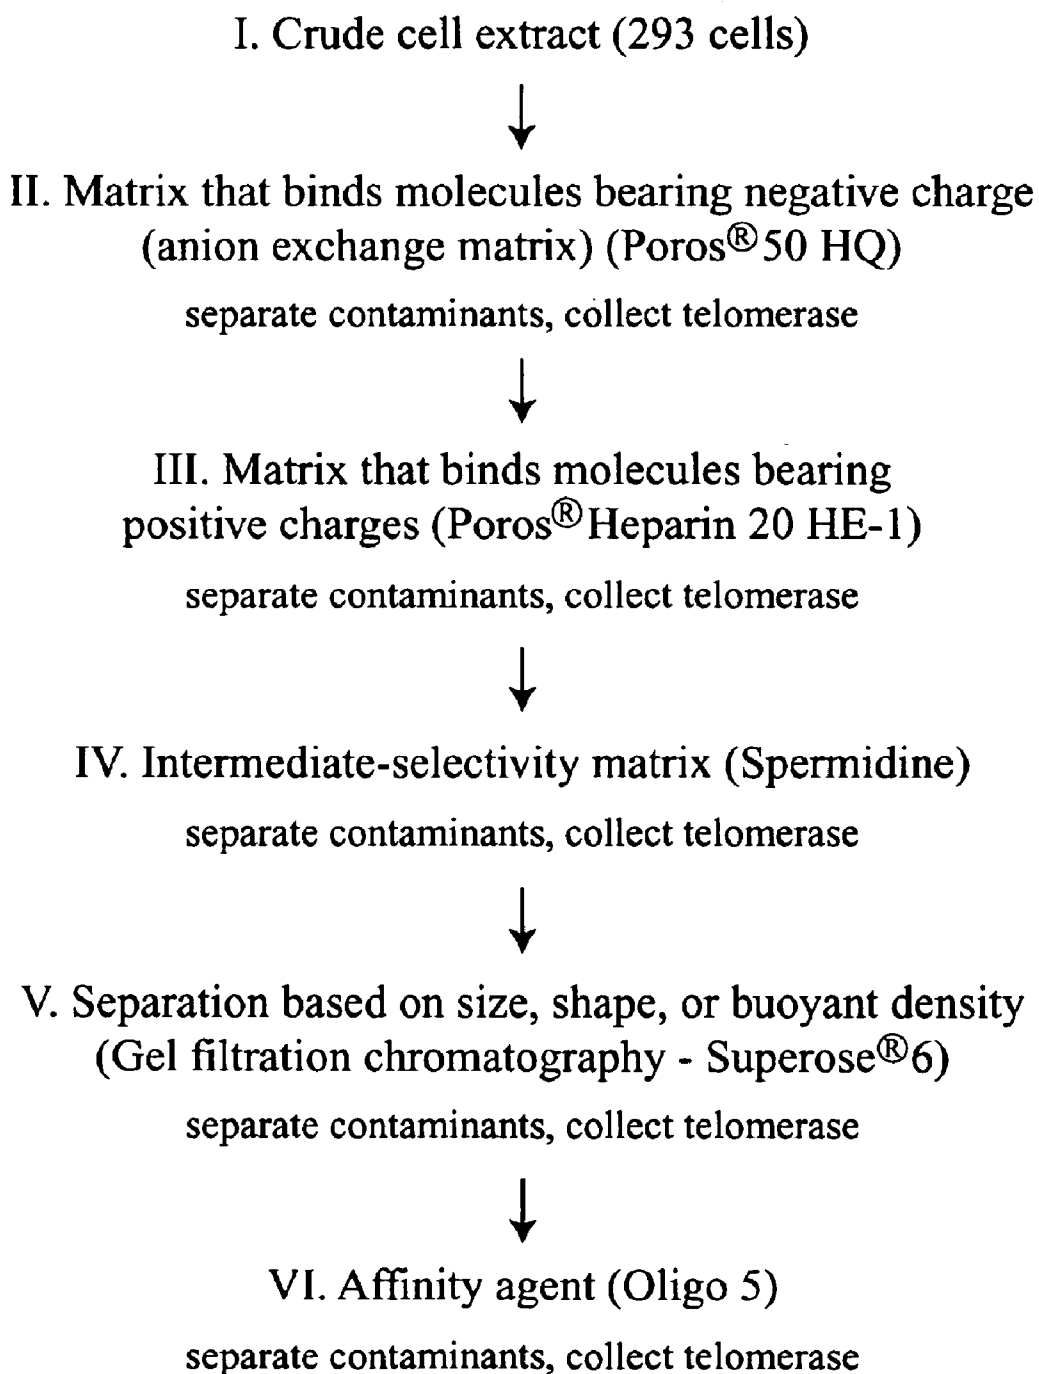 I. Crude cell extract (293 cells)
II. Matrix that binds molecules bearing negative charge
(anion exchange matrix) (Poros®50 HQ)
separate contaminants, collect telomerase
III. Matrix that binds molecules bearing
positive charges (Poros®Heparin 20 HE-1)
separate contaminants, collect telomerase
IV. Intermediate-selectivity matrix (Spermidine)
separate contaminants, collect telomerase
V. Separation based on size, shape, or buoyant density
(Gel filtration chromatography - Superose®6)
separate contaminants, collect telomerase
VI. Affinity agent (Oligo 5)
separate contaminants, collect telomerase